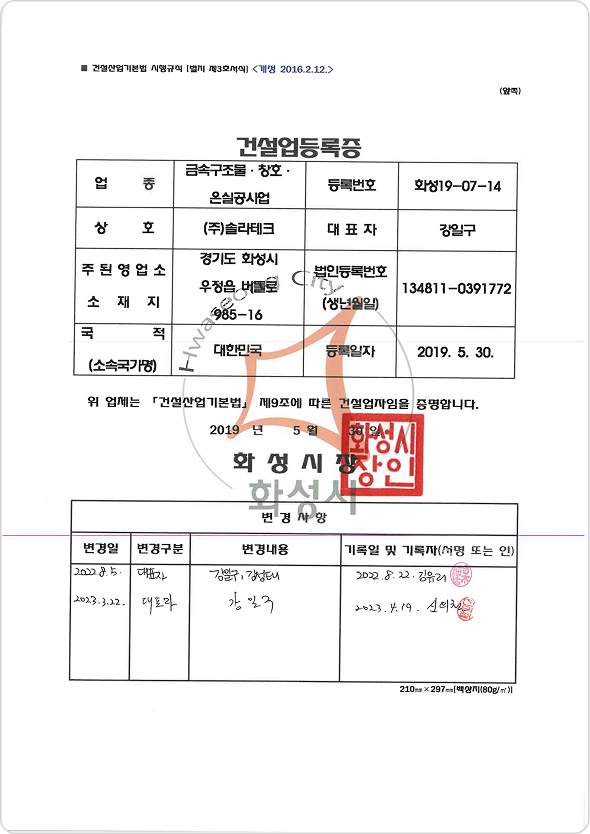 ■ 건설산업기본법 시행규칙 [별지 제3호서식] <개정 2016.2.12.>
(앞쪽)
건설업등록증
업 종 금속구조물·창호·온실공사업 등록번호 화성19-07-14
상 호 (주)솔라테크 대 표 자 강일구
주 된 영 업 소 소 재 지 경기도 화성시 우정읍 버들로 985-16 법인등록번호 (생년월일) 134811-0391772
국 적 (소속국가명) 대한민국 등록일자 2019. 5. 30.
위 업체는 「건설산업기본법」 제9조에 따른 건설업자임을 증명합니다.
2019 년 5 월 30 일
화 성 시 장
화성시장인
Hwaseong City
화성시
변 경 사 항
변경일 변경구분 변경내용 기록일 및 기록자(서명 또는 인)
2022.8.5. 대표자 2022.8.22. 김유리
2023.3.22. 대표자 강일구 2023.4.19.
210㎜×297㎜[백상지(80g/㎡)]